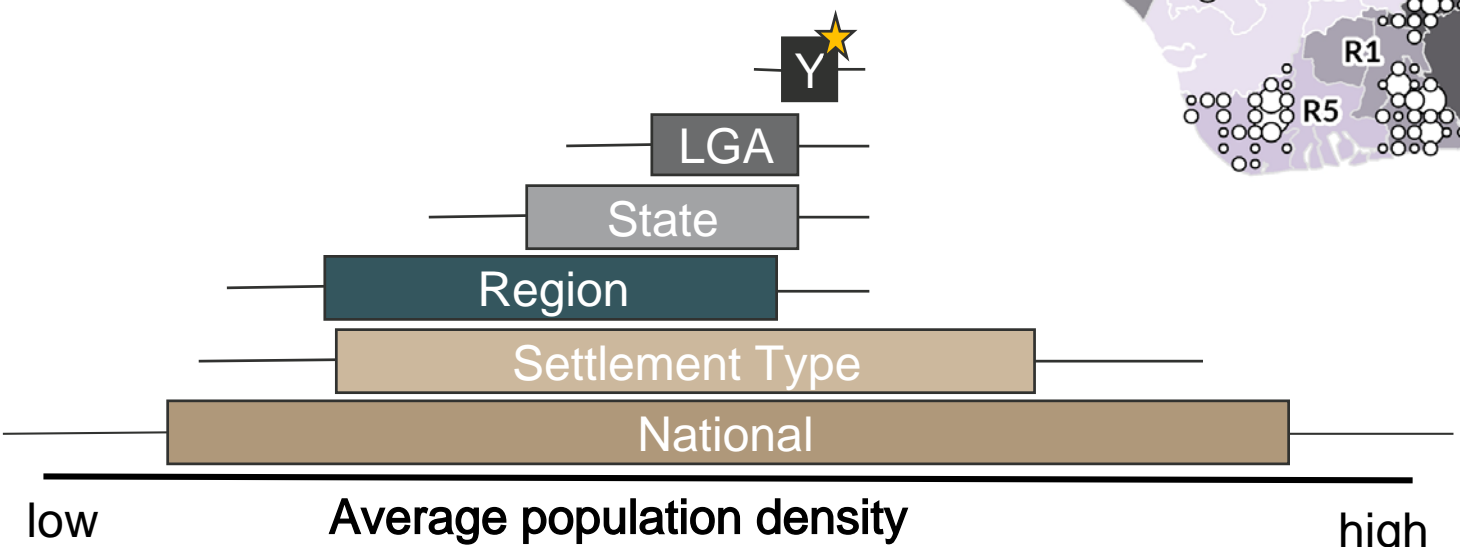 Y
R1
LGA
R5
State
Region
Settlement Type
National
low
Average population density
high